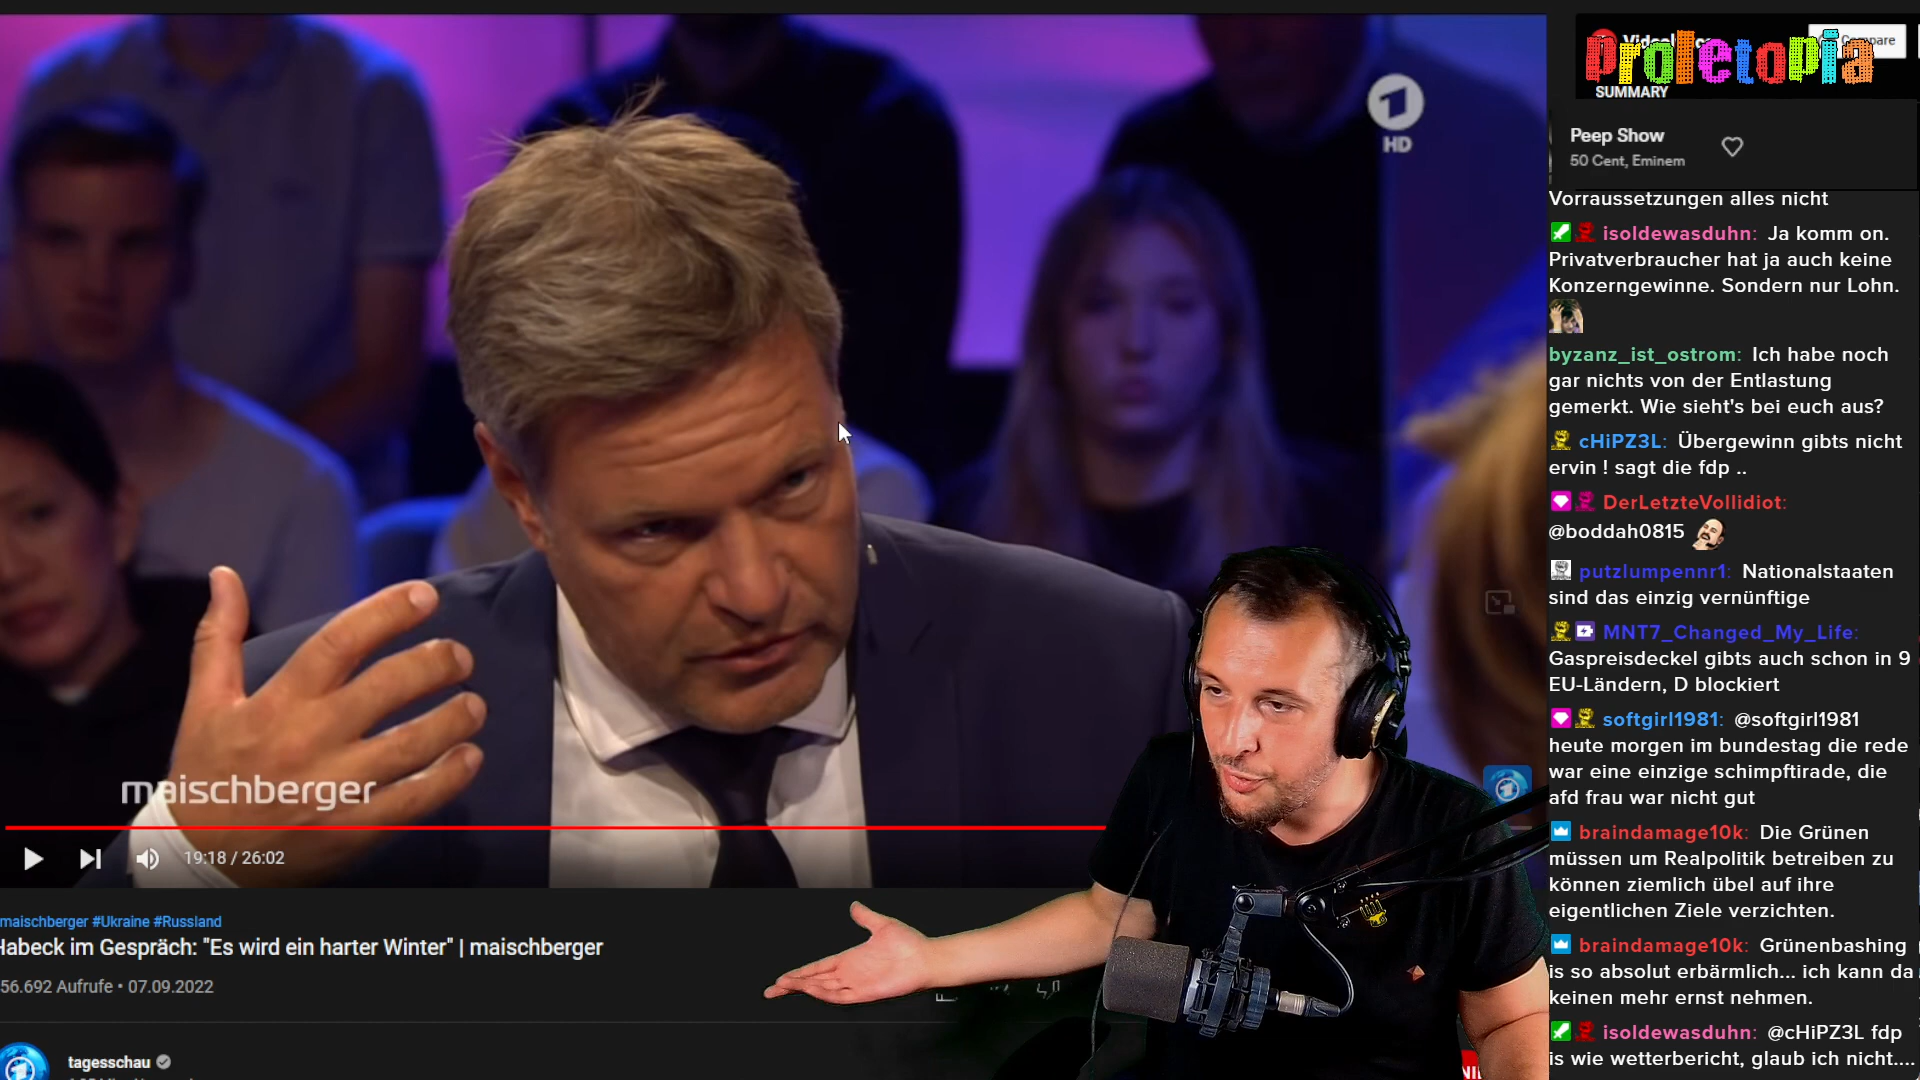 HD
maischberger
19:18 / 26:02
maischberger #Ukraine #Russland
Habeck im Gespräch: "Es wird ein harter Winter" | maischberger
56.692 Aufrufe • 07.09.2022
tagesschau
Proletopia
Compare
SUMMARY
Peep Show
50 Cent, Eminem
Vorraussetzungen alles nicht
isoldewasduhn: Ja komm on.
Privatverbraucher hat ja auch keine
Konzerngewinne. Sondern nur Lohn.
byzanz_ist_ostrom: Ich habe noch
gar nichts von der Entlastung
gemerkt. Wie sieht's bei euch aus?
cHiPZ3L: Übergewinn gibts nicht
ervin ! sagt die fdp ..
DerLetzteVollidiot:
@boddah0815
putzlumpennr1: Nationalstaaten
sind das einzig vernünftige
MNT7_Changed_My_Life:
Gaspreisdeckel gibts auch schon in 9
EU-Ländern, D blockiert
softgirl1981: @softgirl1981
heute morgen im bundestag die rede
war eine einzige schimpftirade, die
afd frau war nicht gut
braindamage10k: Die Grünen
müssen um Realpolitik betreiben zu
können ziemlich übel auf ihre
eigentlichen Ziele verzichten.
braindamage10k: Grünenbashing
is so absolut erbärmlich... ich kann da
keinen mehr ernst nehmen.
isoldewasduhn: @cHiPZ3L fdp
is wie wetterbericht, glaub ich nicht....